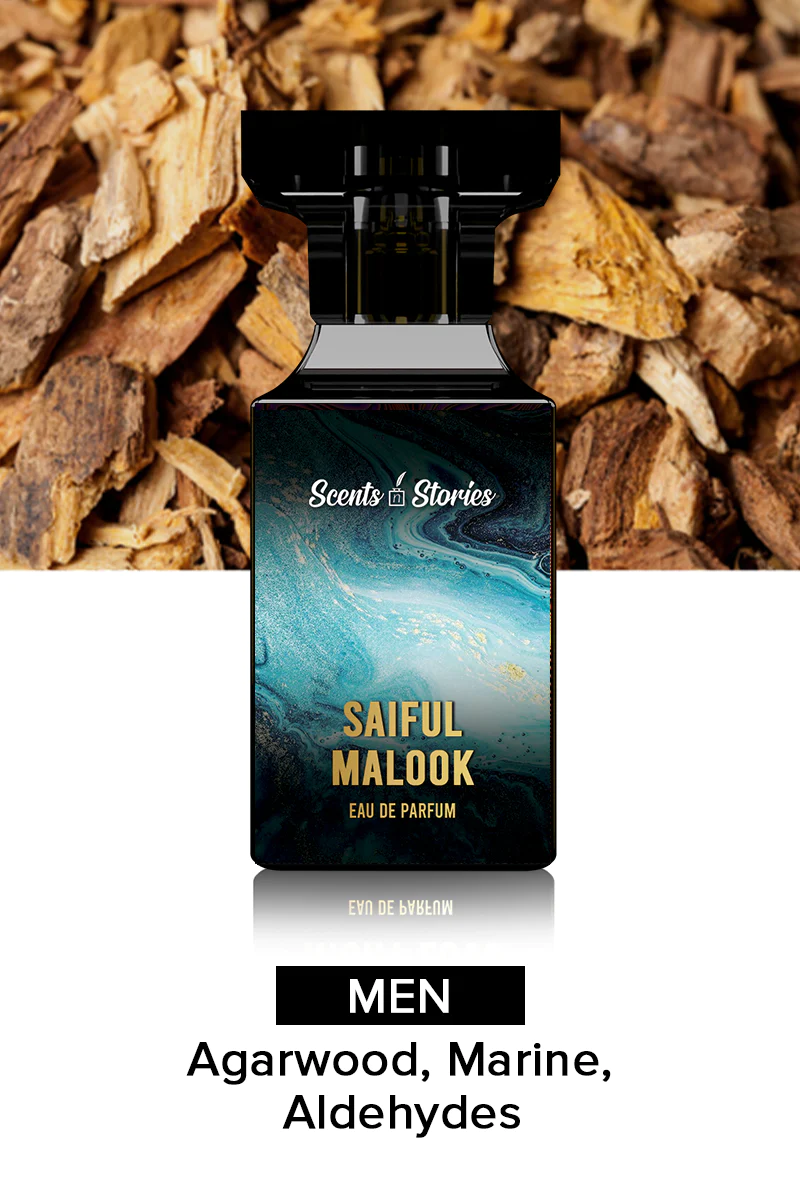 Scents n Stories
SAIFUL
MALOOK
EAU DE PARFUM
EAU DE PARFUM
MEN
Agarwood, Marine,
Aldehydes